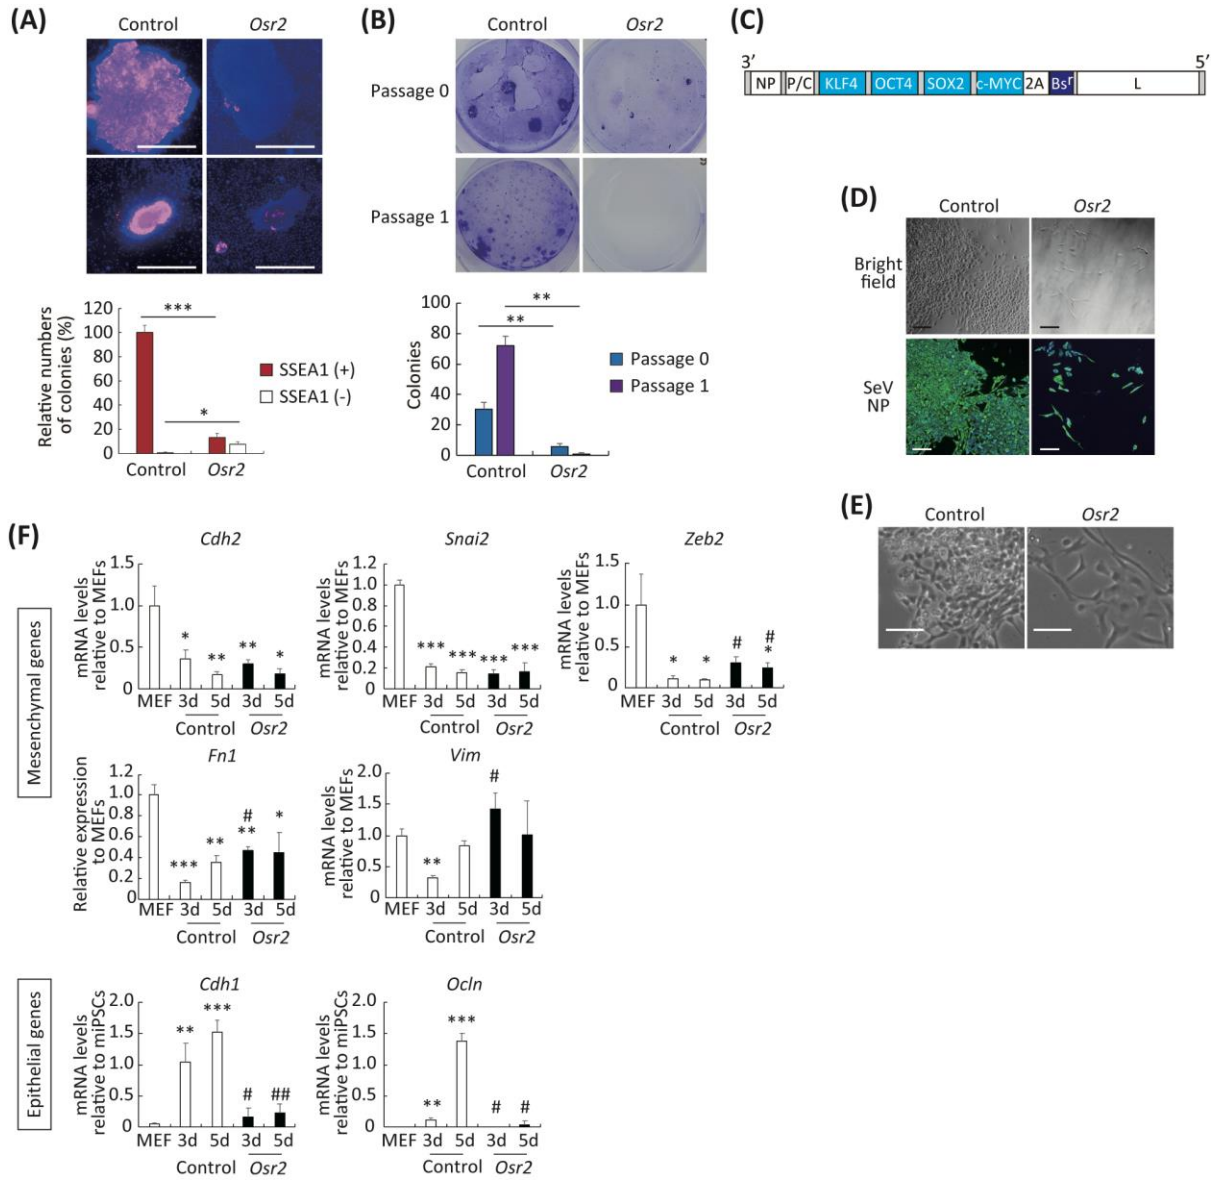 (A)
Control Osr2
120
100
80
60
40
20
0
Relative numbers
of colonies (%)
***
*
SSEA1 (+)
SSEA1 (-)
Control Osr2
(B)
Control Osr2
Passage 0
Passage 1
100
80
60
40
20
0
Colonies
**
**
Passage 0
Passage 1
Control Osr2
(C)
3’ 5’
NP P/C KLF4 OCT4 SOX2 c-MYC 2A Bsr L
(D)
Control Osr2
Bright
field
SeV
NP
(E)
Control Osr2
(F)
Mesenchymal genes
Cdh2
mRNA levels
relative to MEFs
1.5
1.0
0.5
0
* ** ** *
MEF 3d 5d 3d 5d
Control Osr2
Snai2
mRNA levels
relative to MEFs
1.2
1.0
0.8
0.6
0.4
0.2
0
*** *** *** ***
MEF 3d 5d 3d 5d
Control Osr2
Zeb2
mRNA levels
relative to MEFs
1.5
1.0
0.5
0
# #
* * *
MEF 3d 5d 3d 5d
Control Osr2
Fn1
Relative expression
to MEFs
1.2
1.0
0.8
0.6
0.4
0.2
0
#
*** ** ** *
MEF 3d 5d 3d 5d
Control Osr2
Vim
mRNA levels
relative to MEFs
2.0
1.5
1.0
0.5
0
#
**
MEF 3d 5d 3d 5d
Control Osr2
Epithelial genes
Cdh1
mRNA levels
relative to miPSCs
2.0
1.5
1.0
0.5
0
** *** # ##
MEF 3d 5d 3d 5d
Control Osr2
Ocln
mRNA levels
relative to miPSCs
2.0
1.5
1.0
0.5
0
** *** # #
MEF 3d 5d 3d 5d
Control Osr2